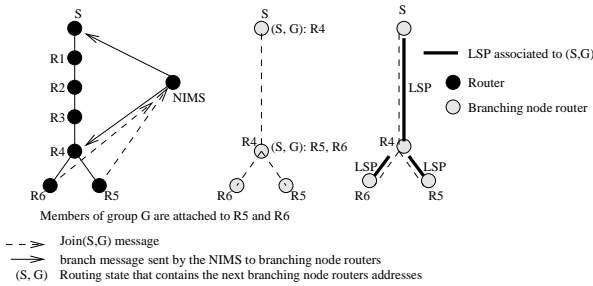 S
R1
R2
R3
R4
R6
R5
NIMS
S
(S, G): R4
R4
(S, G): R5, R6
R6
R5
S
LSP
R4
LSP
LSP
R6
R5
LSP associated to (S,G)
Router
Branching node router
Members of group G are attached to R5 and R6
Join(S,G) message
branch message sent by the NIMS to branching node routers
(S, G) Routing state that contains the next branching node routers addresses